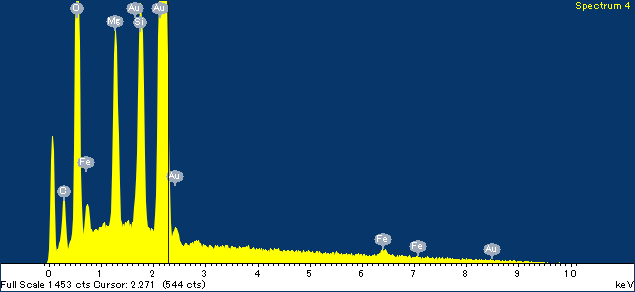 Spectrum 4
O Mg Au Si Au
Fe
C Au
Fe Fe Au
0 1 2 3 4 5 6 7 8 9 10
Full Scale 1453 cts Cursor: 2.271 (544 cts) keV